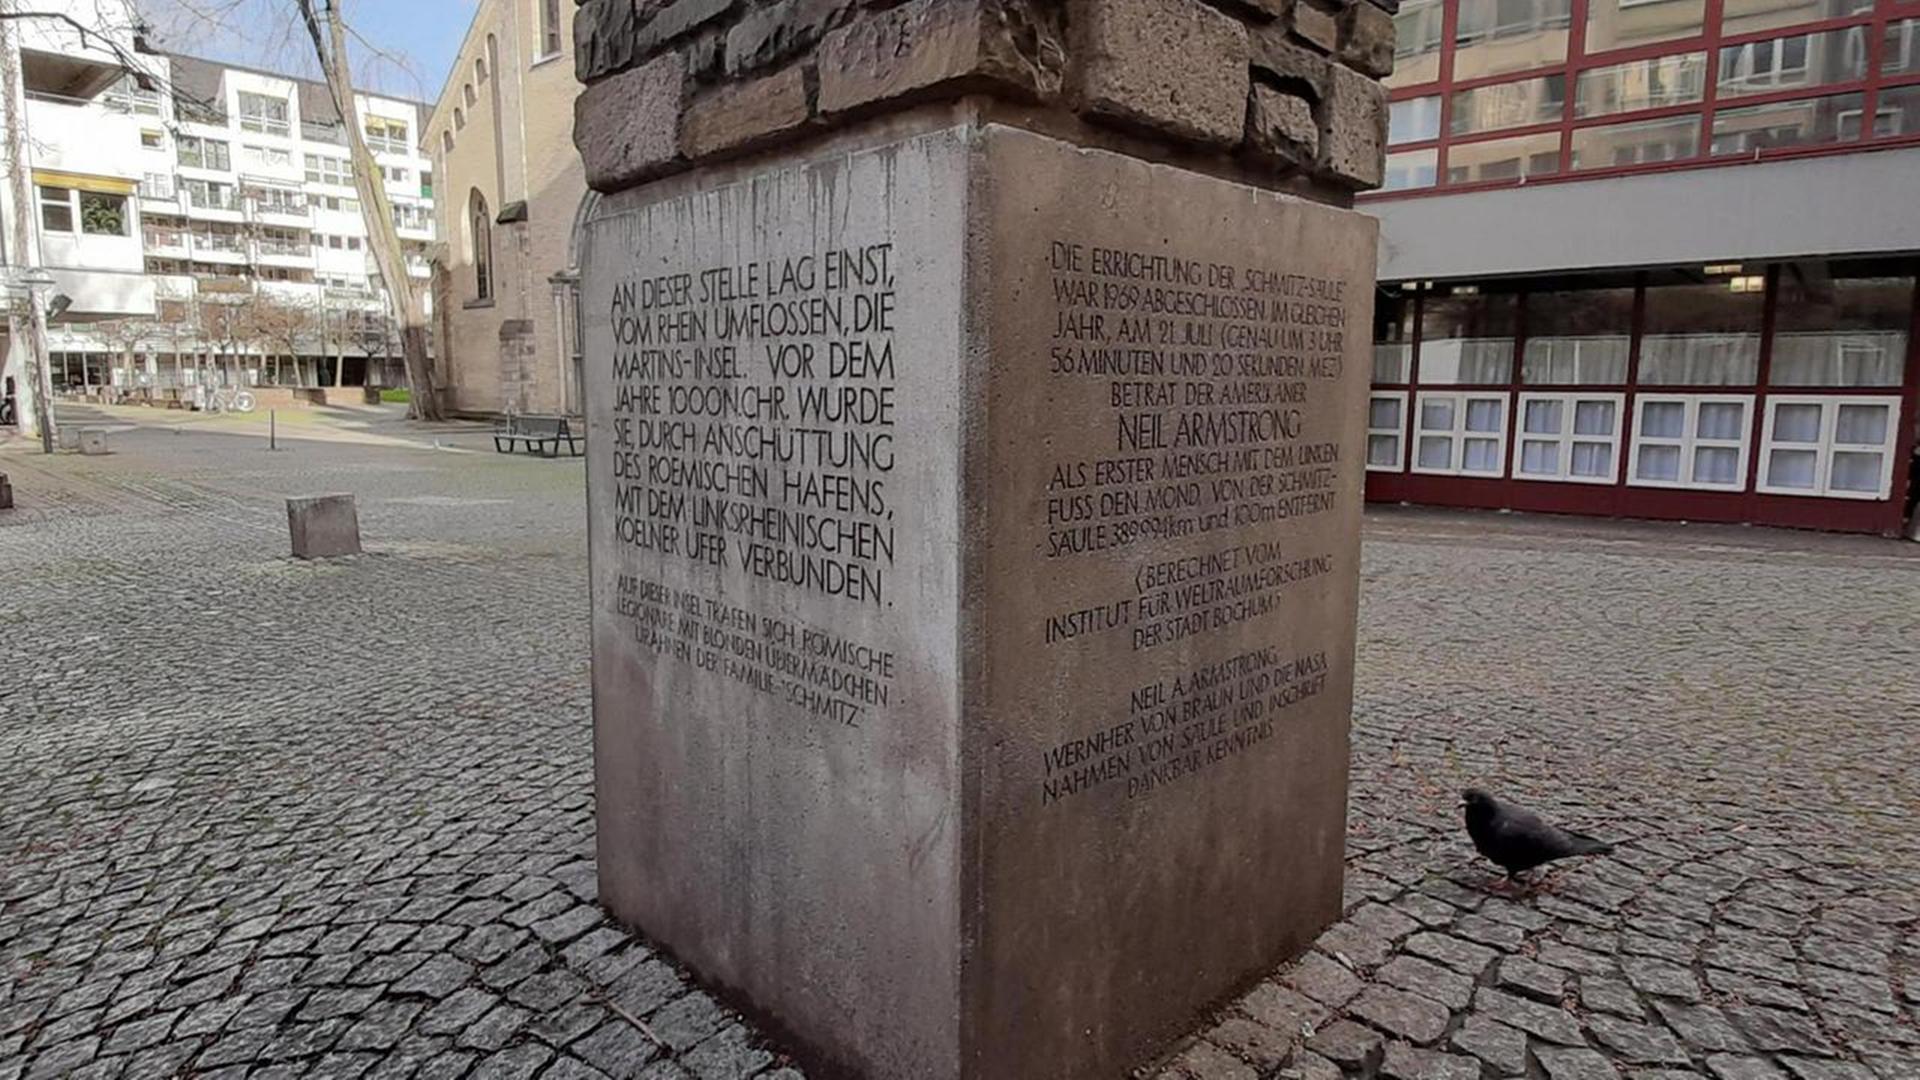 AN DIESER STELLE LAG EINST,
VOM RHEIN UMFLOSSEN, DIE
MARTINS-INSEL. VOR DEM
JAHRE 1000 N.CHR. WURDE
SIE, DURCH ANSCHÜTTUNG
DES ROEMISCHEN HAFENS,
MIT DEM LINKSRHEINISCHEN
KOELNER UFER VERBUNDEN.
AUF DIESER INSEL TRAFEN SICH RÖMISCHE
LEGIONÄRE MIT BLONDEN UBIERMÄDCHEN
URAHNEN DER FAMILIE "SCHMITZ"
DIE ERRICHTUNG DER „SCHMITZ-SÄULE"
WAR 1969 ABGESCHLOSSEN. IM GLEICHEN
JAHR, AM 21. JULI (GENAU UM 3 UHR
56 MINUTEN UND 20 SEKUNDEN MEZ)
BETRAT DER AMERIKANER
NEIL ARMSTRONG
ALS ERSTER MENSCH MIT DEM LINKEN
FUSS DEN MOND, VON DER SCHMITZ-
SÄULE 389994 km und 100 m ENTFERNT
(BERECHNET VOM
INSTITUT FÜR WELTRAUMFORSCHUNG
DER STADT BOCHUM)
NEIL A. ARMSTRONG,
WERNHER VON BRAUN UND DIE NASA
NAHMEN VON SÄULE UND INSCHRIFT
DANKBAR KENNTNIS